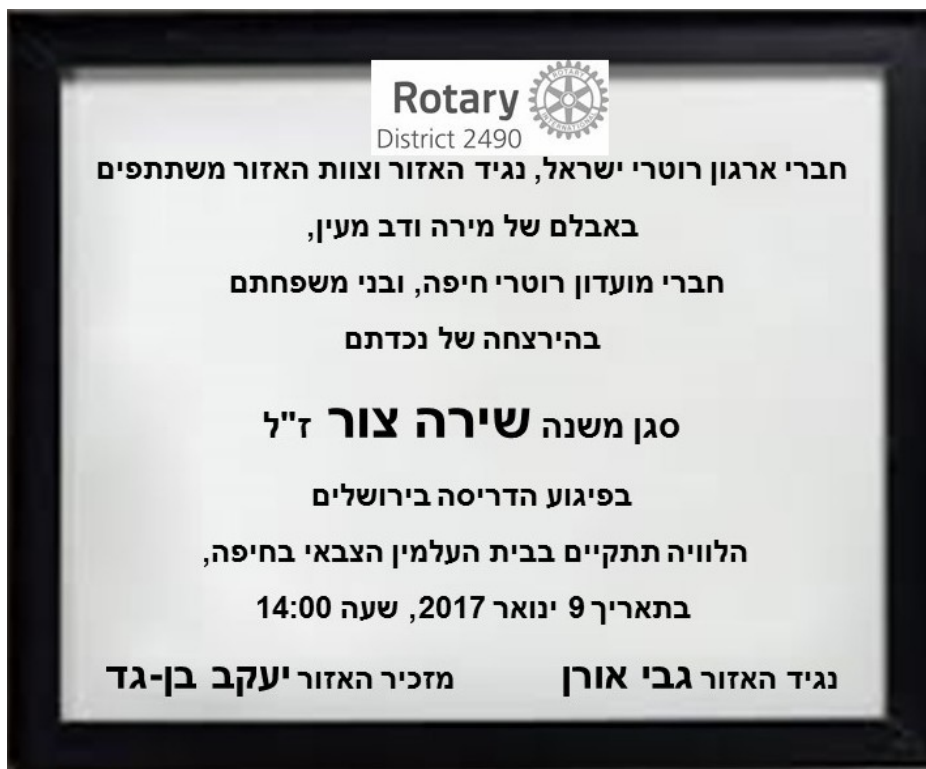 Rotary
District 2490
ROTARY
INTERNATIONAL
חברי ארגון רוטרי ישראל, נגיד האזור וצוות האזור משתתפים
באבלם של מירה ודב מעין,
חברי מועדון רוטרי חיפה, ובני משפחתם
בהירצחה של נכדתם
סגן משנה שירה צור ז"ל
בפיגוע הדריסה בירושלים
הלוויה תתקיים בבית העלמין הצבאי בחיפה,
בתאריך 9 ינואר 2017, שעה 14:00
נגיד האזור גבי אורן מזכיר האזור יעקב בן-גד